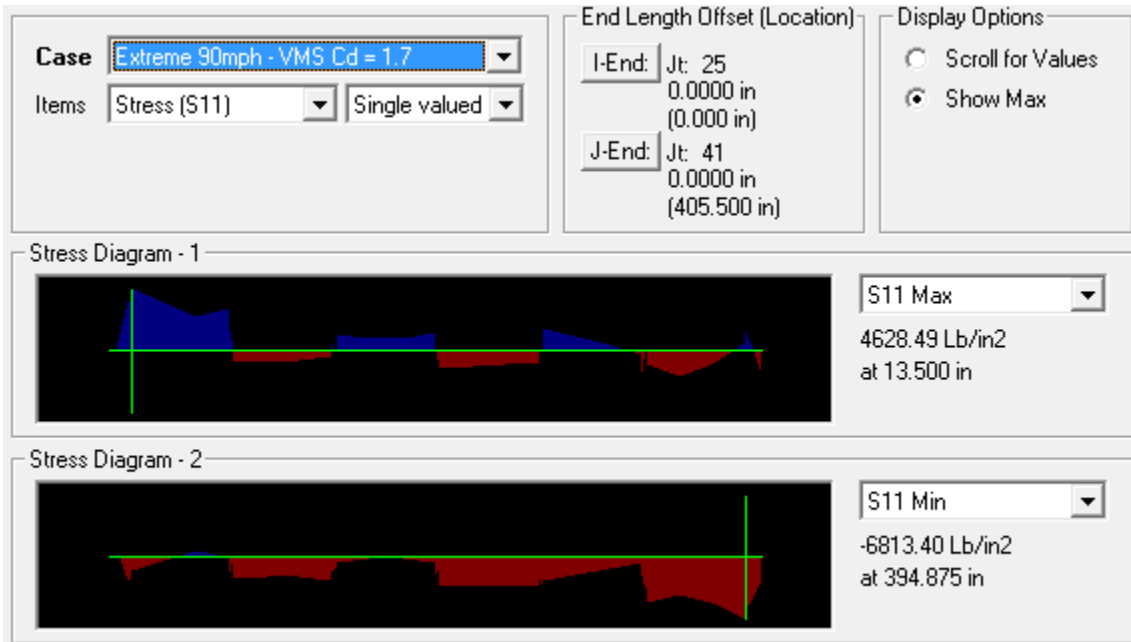 Case Extreme 90mph - VMS Cd = 1.7
Items Stress (S11) Single valued
End Length Offset (Location)
I-End: Jt: 25
0.0000 in
(0.000 in)
J-End: Jt: 41
0.0000 in
(405.500 in)
Display Options
Scroll for Values
Show Max
Stress Diagram - 1
S11 Max
4628.49 Lb/in2
at 13.500 in
Stress Diagram - 2
S11 Min
-6813.40 Lb/in2
at 394.875 in